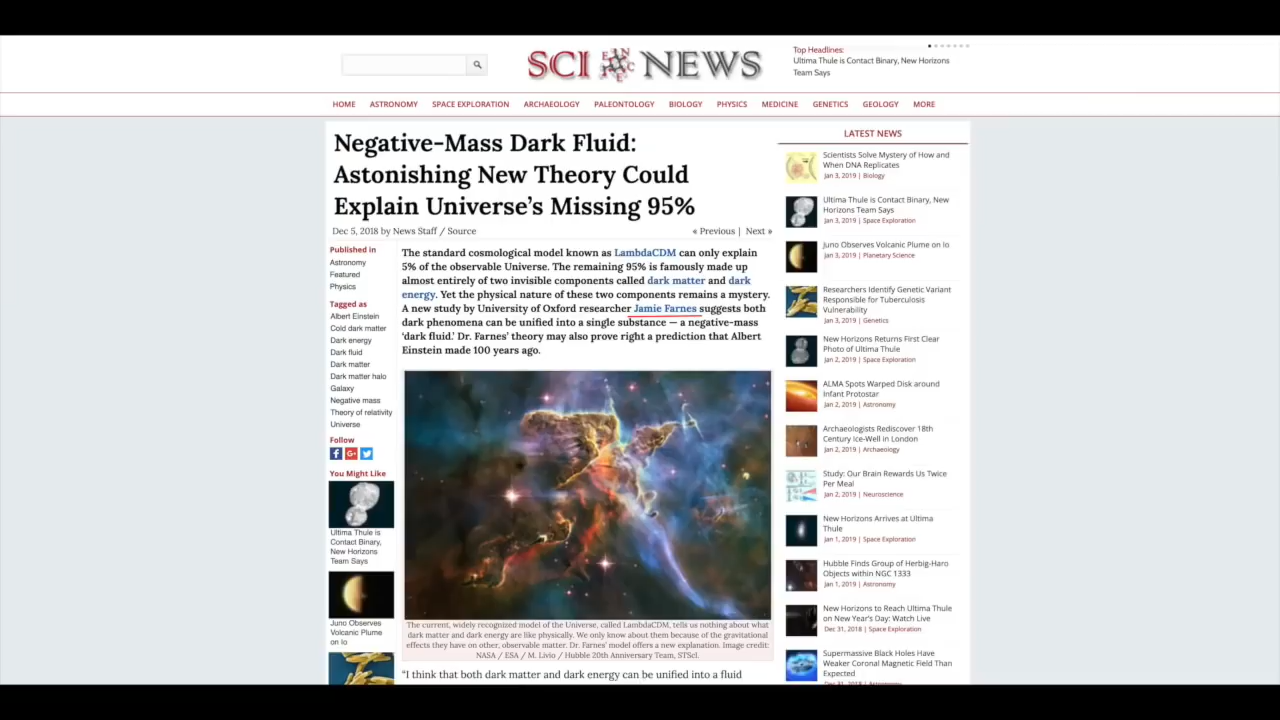 SCI NEWS
Top Headlines:
Ultima Thule is Contact Binary, New Horizons
Team Says
HOME ASTRONOMY SPACE EXPLORATION ARCHAEOLOGY PALEONTOLOGY BIOLOGY PHYSICS MEDICINE GENETICS GEOLOGY MORE
Negative-Mass Dark Fluid:
Astonishing New Theory Could
Explain Universe's Missing 95%
Dec 5, 2018 by News Staff / Source
« Previous | Next »
Published in
Astronomy
Featured
Physics
Tagged as
Albert Einstein
Cold dark matter
Dark energy
Dark fluid
Dark matter
Dark matter halo
Galaxy
Negative mass
Theory of relativity
Universe
Follow
You Might Like
Ultima Thule is
Contact Binary,
New Horizons
Team Says
Juno Observes
Volcanic Plume
on Io
The standard cosmological model known as LambdaCDM can only explain
5% of the observable Universe. The remaining 95% is famously made up
almost entirely of two invisible components called dark matter and dark
energy. Yet the physical nature of these two components remains a mystery.
A new study by University of Oxford researcher Jamie Farnes suggests both
dark phenomena can be unified into a single substance — a negative-mass
‘dark fluid.’ Dr. Farnes’ theory may also prove right a prediction that Albert
Einstein made 100 years ago.
The current, widely recognized model of the Universe, called LambdaCDM, tells us nothing about what
dark matter and dark energy are like physically. We only know about them because of the gravitational
effects they have on other, observable matter. Dr. Farnes’ model offers a new explanation. Image credit:
NASA / ESA / M. Livio / Hubble 20th Anniversary Team, STScI.
“I think that both dark matter and dark energy can be unified into a fluid
LATEST NEWS
Scientists Solve Mystery of How and
When DNA Replicates
Jan 3, 2019 | Biology
Ultima Thule is Contact Binary, New
Horizons Team Says
Jan 3, 2019 | Space Exploration
Juno Observes Volcanic Plume on Io
Jan 3, 2019 | Planetary Science
Researchers Identify Genetic Variant
Responsible for Tuberculosis
Vulnerability
Jan 3, 2019 | Genetics
New Horizons Returns First Clear
Photo of Ultima Thule
Jan 2, 2019 | Space Exploration
ALMA Spots Warped Disk around
Infant Protostar
Jan 2, 2019 | Astronomy
Archaeologists Rediscover 18th
Century Ice-Well in London
Jan 2, 2019 | Archaeology
Study: Our Brain Rewards Us Twice
Per Meal
Jan 2, 2019 | Neuroscience
New Horizons Arrives at Ultima
Thule
Jan 1, 2019 | Space Exploration
Hubble Finds Group of Herbig-Haro
Objects within NGC 1333
Jan 1, 2019 | Astronomy
New Horizons to Reach Ultima Thule
on New Year's Day: Watch Live
Dec 31, 2018 | Space Exploration
Supermassive Black Holes Have
Weaker Coronal Magnetic Field Than
Expected
Dec 31, 2018 | Astronomy